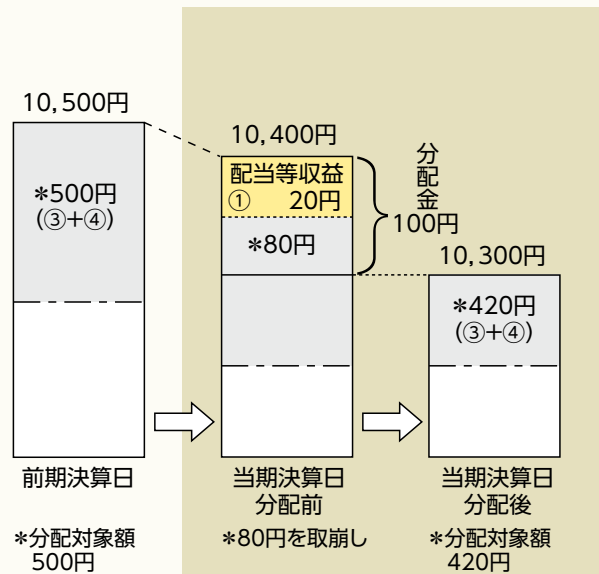 10,500円
*500円
(③+④)
前期決算日
*分配対象額
500円
10,400円
配当等収益
① 20円
*80円
分配金
100円
当期決算日
分配前
*80円を取崩し
10,300円
*420円
(③+④)
当期決算日
分配後
*分配対象額
420円